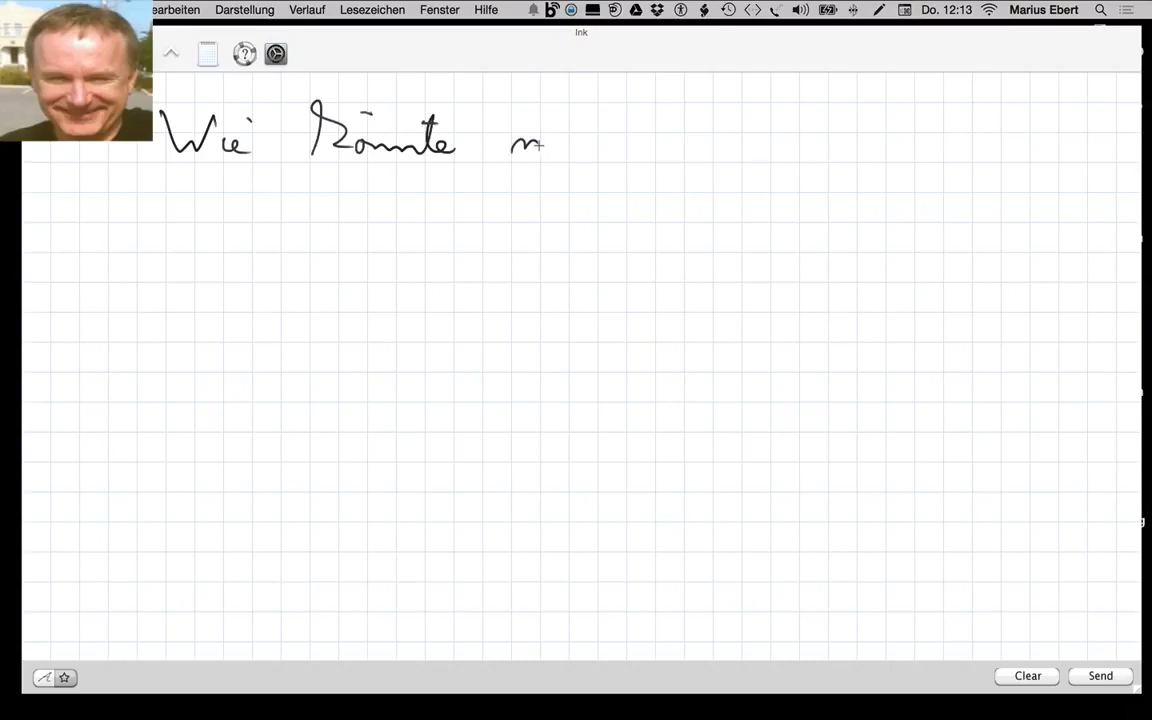 earbeiten Darstellung Verlauf Lesezeichen Fenster Hilfe Do. 12:13 Marius Ebert
Ink
Wie könnte
Clear Send